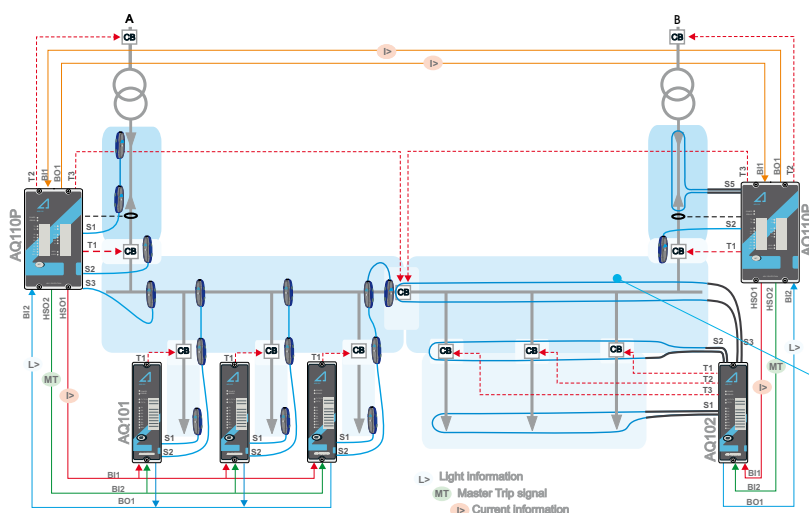 A
B
CB
CB
I>
I>
T2
BI1
BO1
T3
T3
BI1
BO1
T2
AQ110P
AQ110P
S1
S5
S2
T1
CB
CB
T1
S2
S3
CB
BI2
HSO2
HSO1
HSO1
HSO2
BI2
CB
CB
CB
CB
CB
CB
S2
S3
L>
L>
T1
T1
T1
T1
T2
T3
MT
MT
I>
I>
AQ101
AQ102
S1
S2
S1
S2
S1
S2
S1
BI1
BI1
BI2
BI2
BO1
BO1
L> Light information
MT Master Trip signal
I> Current information